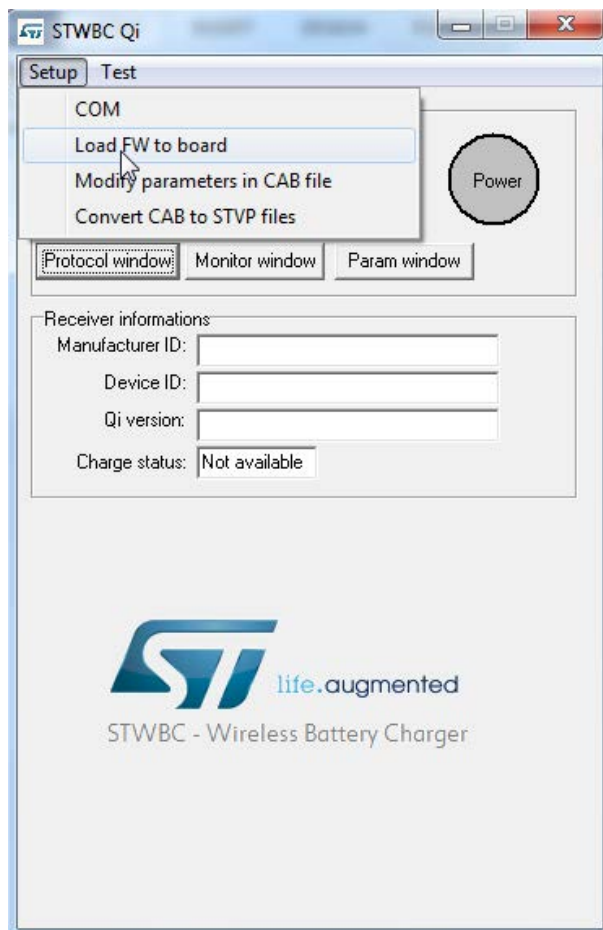 STWBC Qi
Setup Test
COM
Load FW to board
Modify parameters in CAB file
Convert CAB to STVP files
Power
Protocol window Monitor window Param window
Receiver informations
Manufacturer ID:
Device ID:
Qi version:
Charge status: Not available
ST life.augmented
STWBC - Wireless Battery Charger